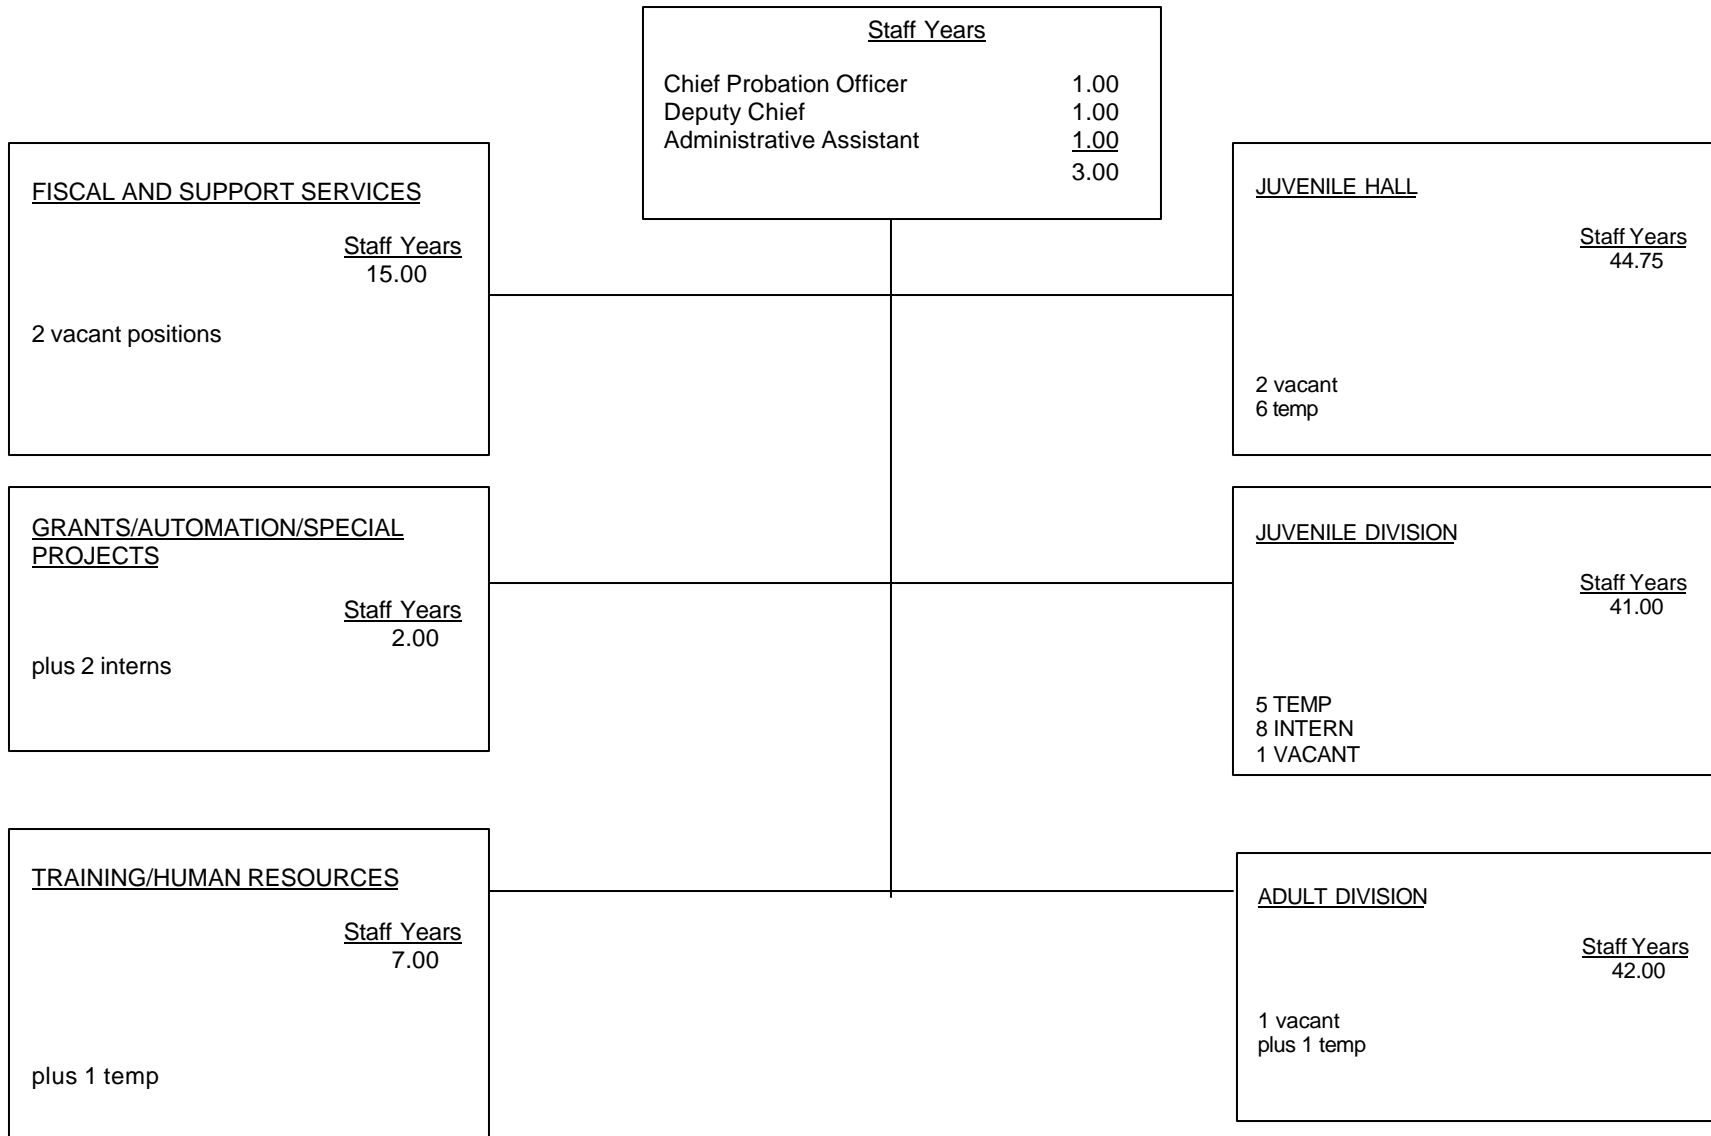 Staff Years
Chief Probation Officer 1.00
Deputy Chief 1.00
Administrative Assistant 1.00
3.00
FISCAL AND SUPPORT SERVICES
Staff Years
15.00
2 vacant positions
JUVENILE HALL
Staff Years
44.75
2 vacant
6 temp
GRANTS/AUTOMATION/SPECIAL
PROJECTS
Staff Years
2.00
plus 2 interns
JUVENILE DIVISION
Staff Years
41.00
5 TEMP
8 INTERN
1 VACANT
TRAINING/HUMAN RESOURCES
Staff Years
7.00
plus 1 temp
ADULT DIVISION
Staff Years
42.00
1 vacant
plus 1 temp